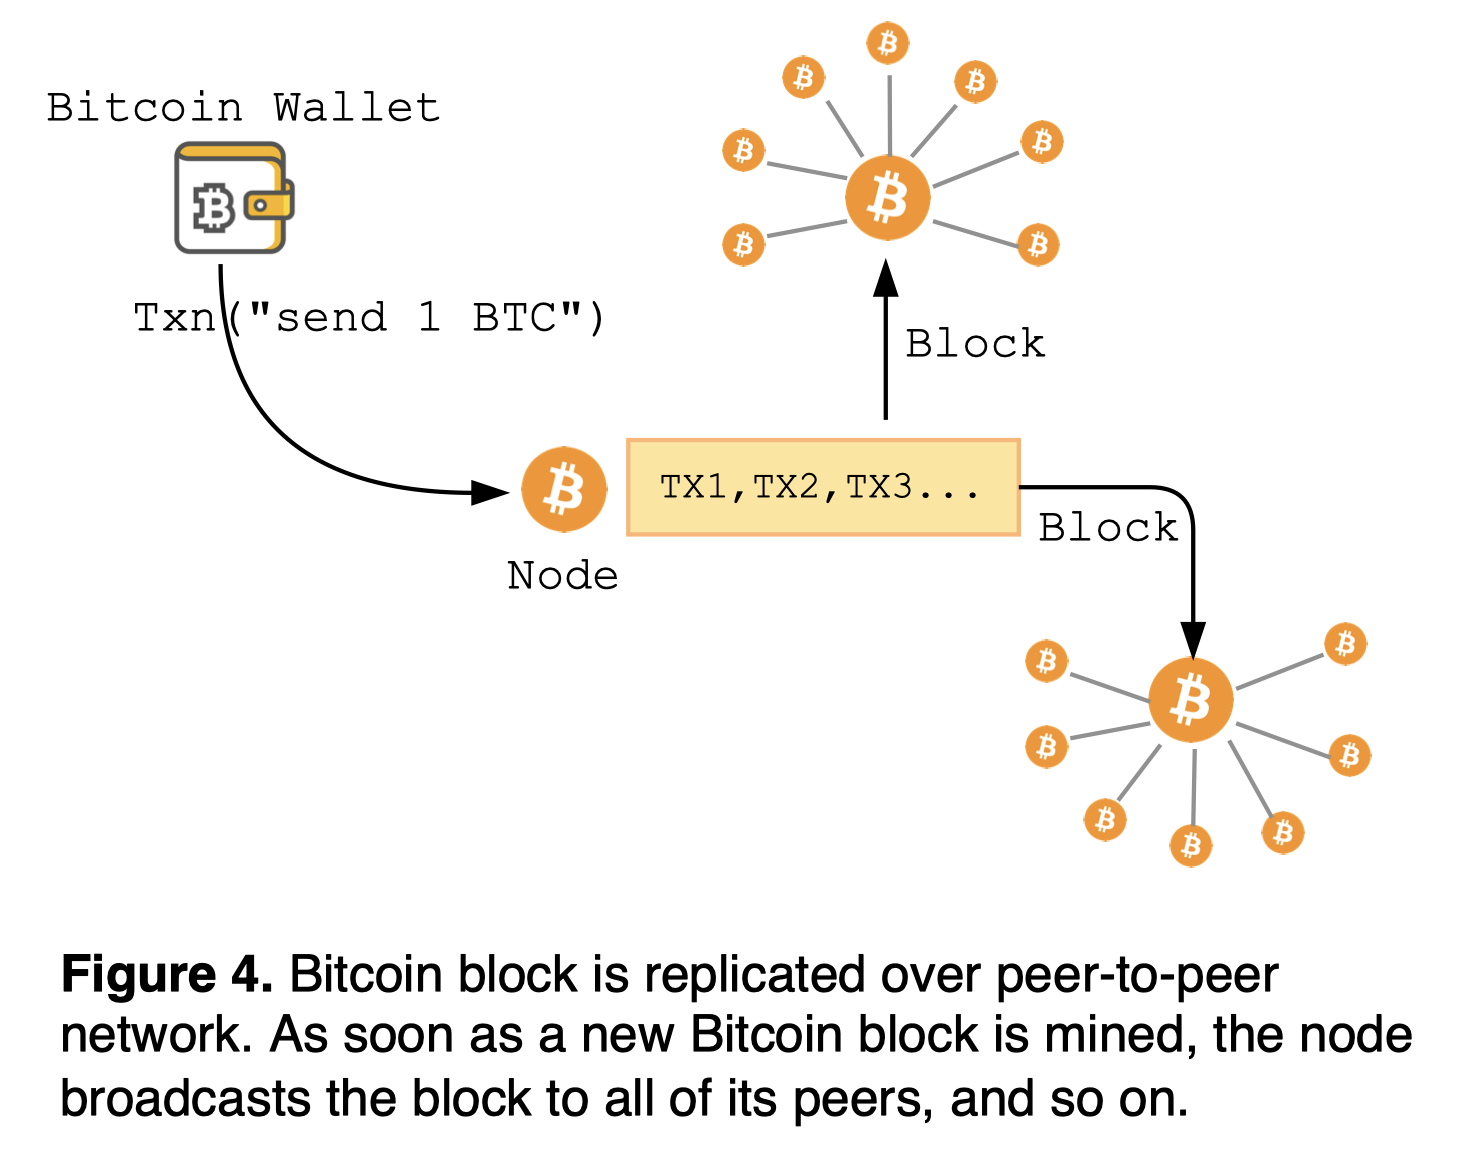 Bitcoin Wallet
Txn("send 1 BTC")
Block
TX1,TX2,TX3...
Block
Node
Figure 4. Bitcoin block is replicated over peer-to-peer
network. As soon as a new Bitcoin block is mined, the node
broadcasts the block to all of its peers, and so on.